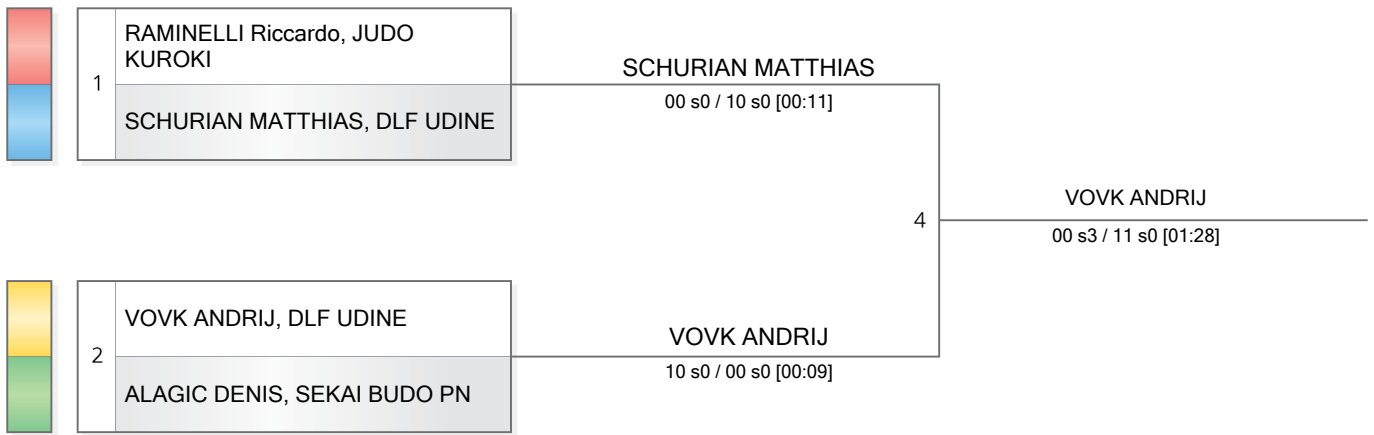 RAMINELLI Riccardo, JUDO
KUROKI
1
SCHURIAN MATTHIAS, DLF UDINE
SCHURIAN MATTHIAS
00 s0 / 10 s0 [00:11]
4
VOVK ANDRIJ
00 s3 / 11 s0 [01:28]
VOVK ANDRIJ, DLF UDINE
2
ALAGIC DENIS, SEKAI BUDO PN
VOVK ANDRIJ
10 s0 / 00 s0 [00:09]